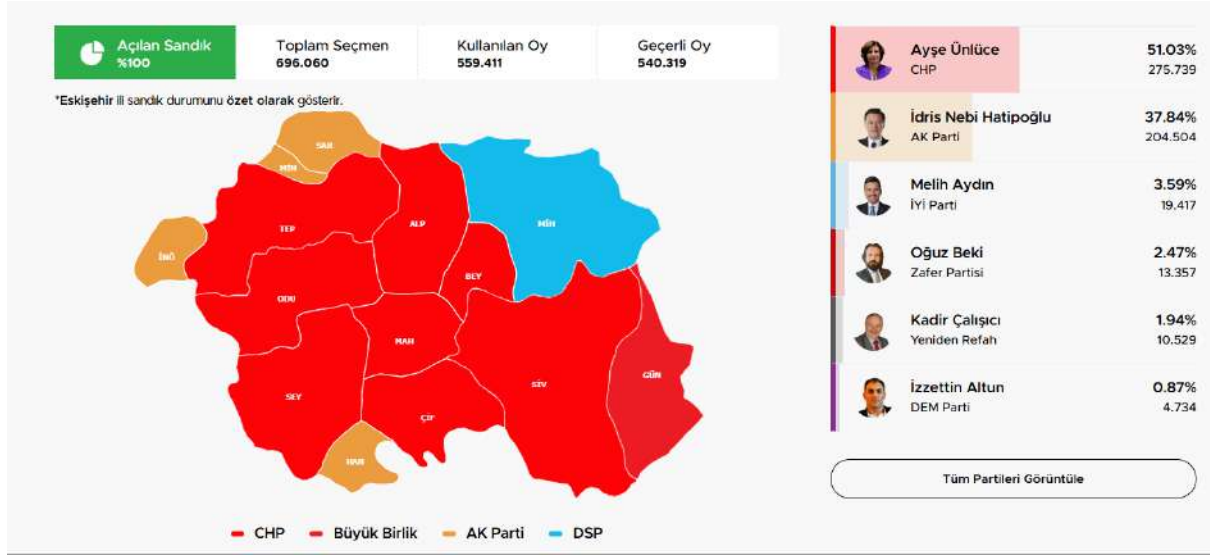 Açılan Sandık
%100
Toplam Seçmen
696.060
Kullanılan Oy
559.411
Geçerli Oy
540.319
*Eskişehir ili sandık durumunu özet olarak gösterir.
SAR
MİH
TEP
ALP
MİH
İNÖ
BEY
ODU
MAH
SEY
ÇİF
SİV
GÜN
HAN
CHP
Büyük Birlik
AK Parti
DSP
Ayşe Ünlüce
51.03%
CHP
275.739
İdris Nebi Hatipoğlu
37.84%
AK Parti
204.504
Melih Aydın
3.59%
İYİ Parti
19.417
Oğuz Beki
2.47%
Zafer Partisi
13.357
Kadir Çalışıcı
1.94%
Yeniden Refah
10.529
İzzettin Altun
0.87%
DEM Parti
4.734
Tüm Partileri Görüntüle